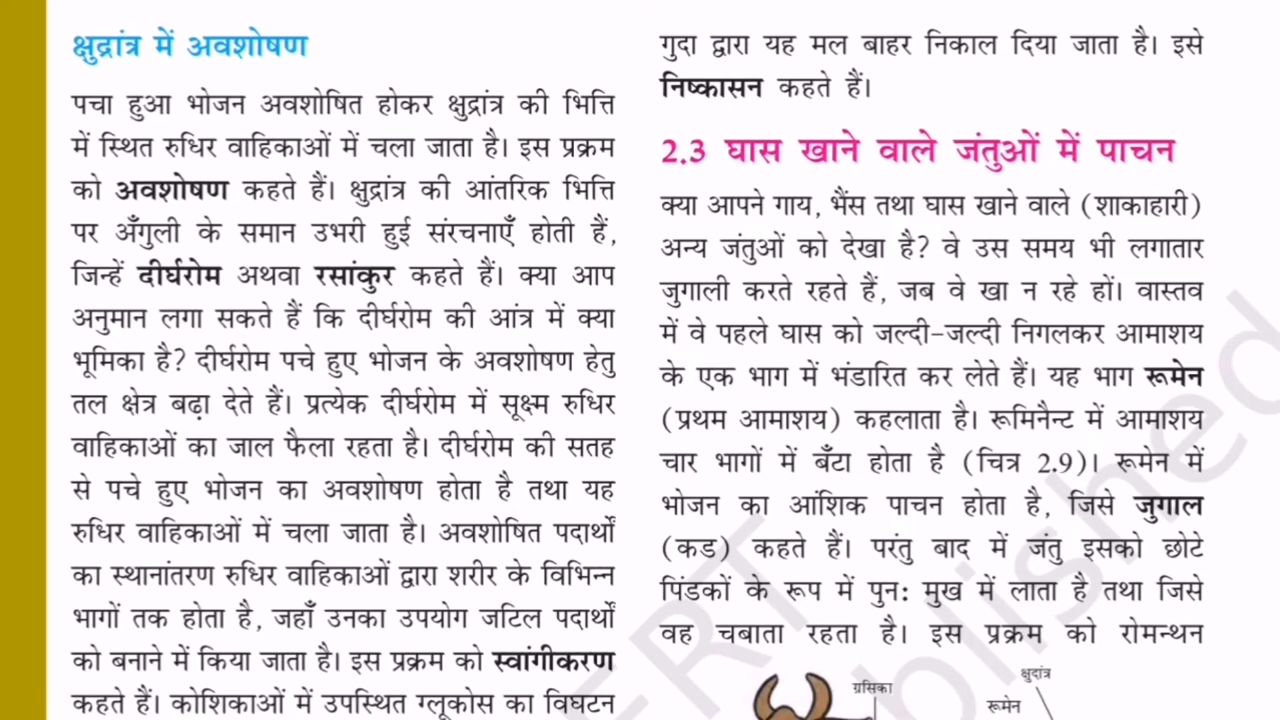 क्षुद्रांत्र में अवशोषण
पचा हुआ भोजन अवशोषित होकर क्षुद्रांत्र की भित्ति
में स्थित रुधिर वाहिकाओं में चला जाता है। इस प्रक्रम
को अवशोषण कहते हैं। क्षुद्रांत्र की आंतरिक भित्ति
पर अँगुली के समान उभरी हुई संरचनाएँ होती हैं,
जिन्हें दीर्घरोम अथवा रसांकुर कहते हैं। क्या आप
अनुमान लगा सकते हैं कि दीर्घरोम की आंत्र में क्या
भूमिका है? दीर्घरोम पचे हुए भोजन के अवशोषण हेतु
तल क्षेत्र बढ़ा देते हैं। प्रत्येक दीर्घरोम में सूक्ष्म रुधिर
वाहिकाओं का जाल फैला रहता है। दीर्घरोम की सतह
से पचे हुए भोजन का अवशोषण होता है तथा यह
रुधिर वाहिकाओं में चला जाता है। अवशोषित पदार्थों
का स्थानांतरण रुधिर वाहिकाओं द्वारा शरीर के विभिन्न
भागों तक होता है, जहाँ उनका उपयोग जटिल पदार्थों
को बनाने में किया जाता है। इस प्रक्रम को स्वांगीकरण
कहते हैं। कोशिकाओं में उपस्थित ग्लूकोस का विघटन
गुदा द्वारा यह मल बाहर निकाल दिया जाता है। इसे
निष्कासन कहते हैं।
2.3 घास खाने वाले जंतुओं में पाचन
क्या आपने गाय, भैंस तथा घास खाने वाले (शाकाहारी)
अन्य जंतुओं को देखा है? वे उस समय भी लगातार
जुगाली करते रहते हैं, जब वे खा न रहे हों। वास्तव
में वे पहले घास को जल्दी-जल्दी निगलकर आमाशय
के एक भाग में भंडारित कर लेते हैं। यह भाग रूमेन
(प्रथम आमाशय) कहलाता है। रूमिनैन्ट में आमाशय
चार भागों में बँटा होता है (चित्र 2.9)। रूमेन में
भोजन का आंशिक पाचन होता है, जिसे जुगाल
(कड) कहते हैं। परंतु बाद में जंतु इसको छोटे
पिंडकों के रूप में पुन: मुख में लाता है तथा जिसे
वह चबाता रहता है। इस प्रक्रम को रोमन्थन
क्षुदांत्र
ग्रसिका
रूमेन